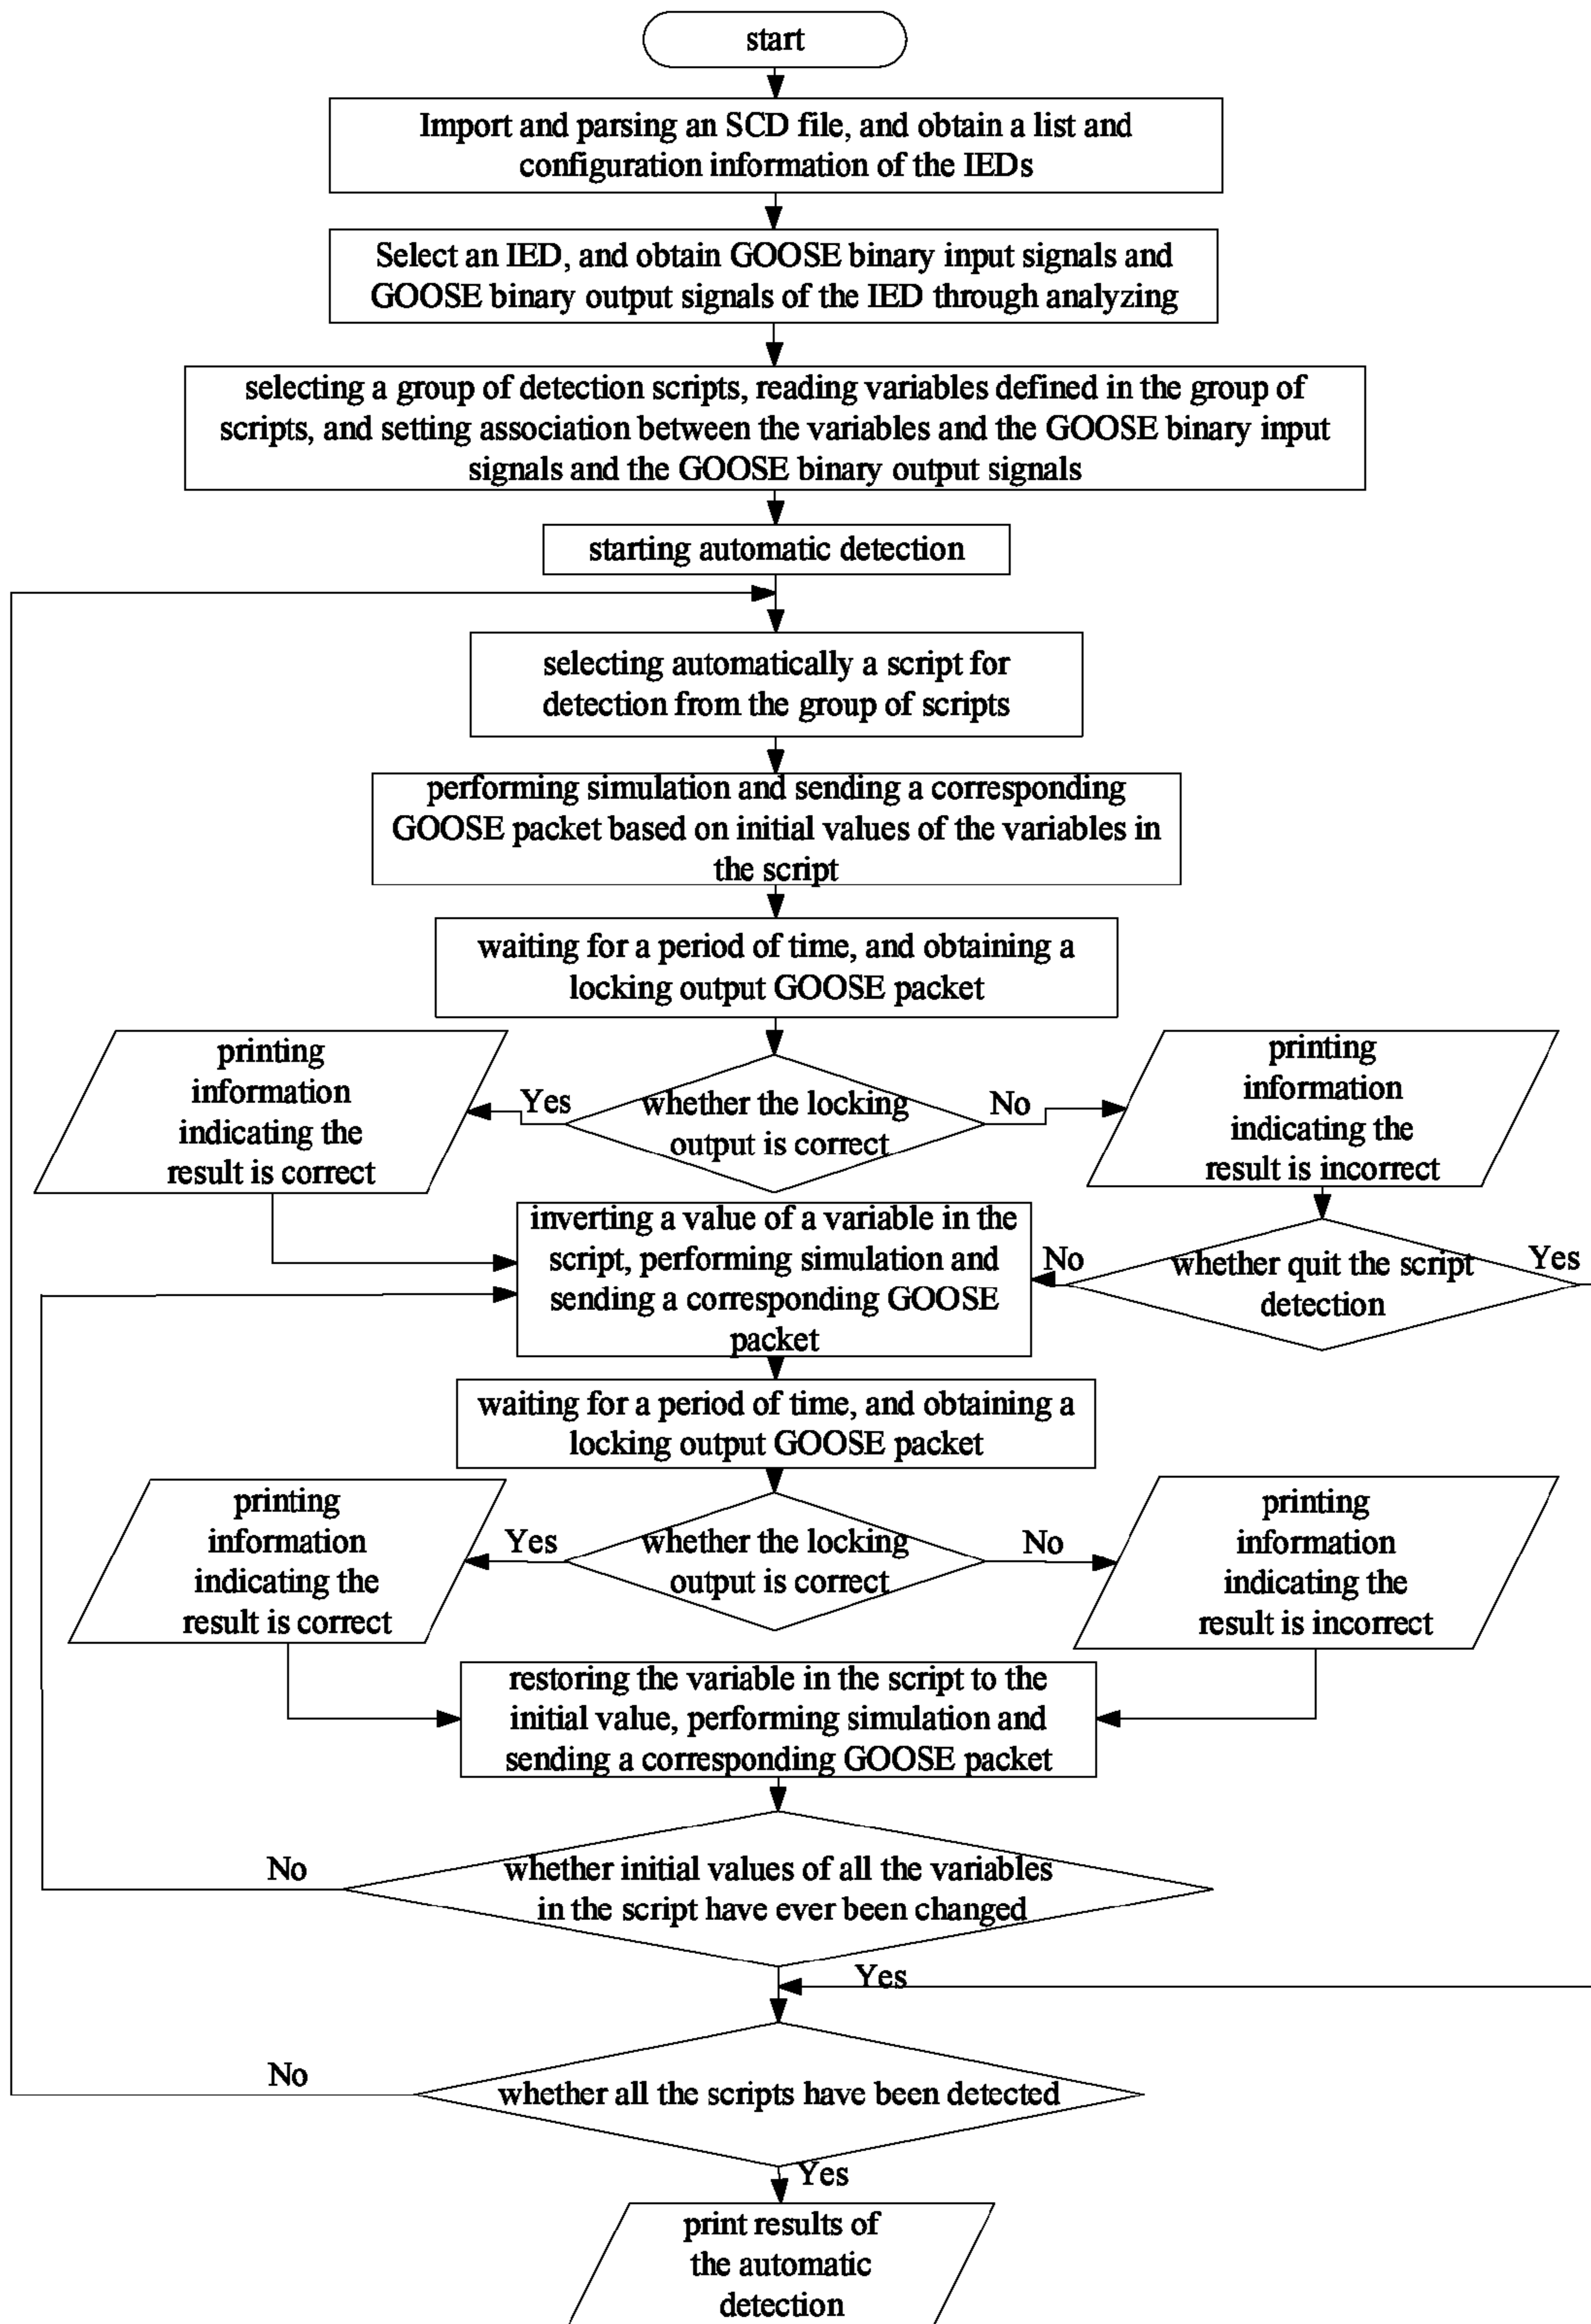 start
Import and parsing an SCD file, and obtain a list and
configuration information of the IEDs
Select an IED, and obtain GOOSE binary input signals and
GOOSE binary output signals of the IED through analyzing
selecting a group of detection scripts, reading variables defined in the group of
scripts, and setting association between the variables and the GOOSE binary input
signals and the GOOSE binary output signals
starting automatic detection
selecting automatically a script for
detection from the group of scripts
performing simulation and sending a corresponding
GOOSE packet based on initial values of the variables in
the script
waiting for a period of time, and obtaining a
locking output GOOSE packet
printing
information
indicating the
result is correct
Yes
whether the locking
output is correct
No
printing
information
indicating the
result is incorrect
inverting a value of a variable in the
script, performing simulation and
sending a corresponding GOOSE
packet
No
whether quit the script
detection
Yes
waiting for a period of time, and obtaining a
locking output GOOSE packet
printing
information
indicating the
result is correct
Yes
whether the locking
output is correct
No
printing
information
indicating the
result is incorrect
restoring the variable in the script to the
initial value, performing simulation and
sending a corresponding GOOSE packet
No
whether initial values of all the variables
in the script have ever been changed
Yes
No
whether all the scripts have been detected
Yes
print results of
the automatic
detection